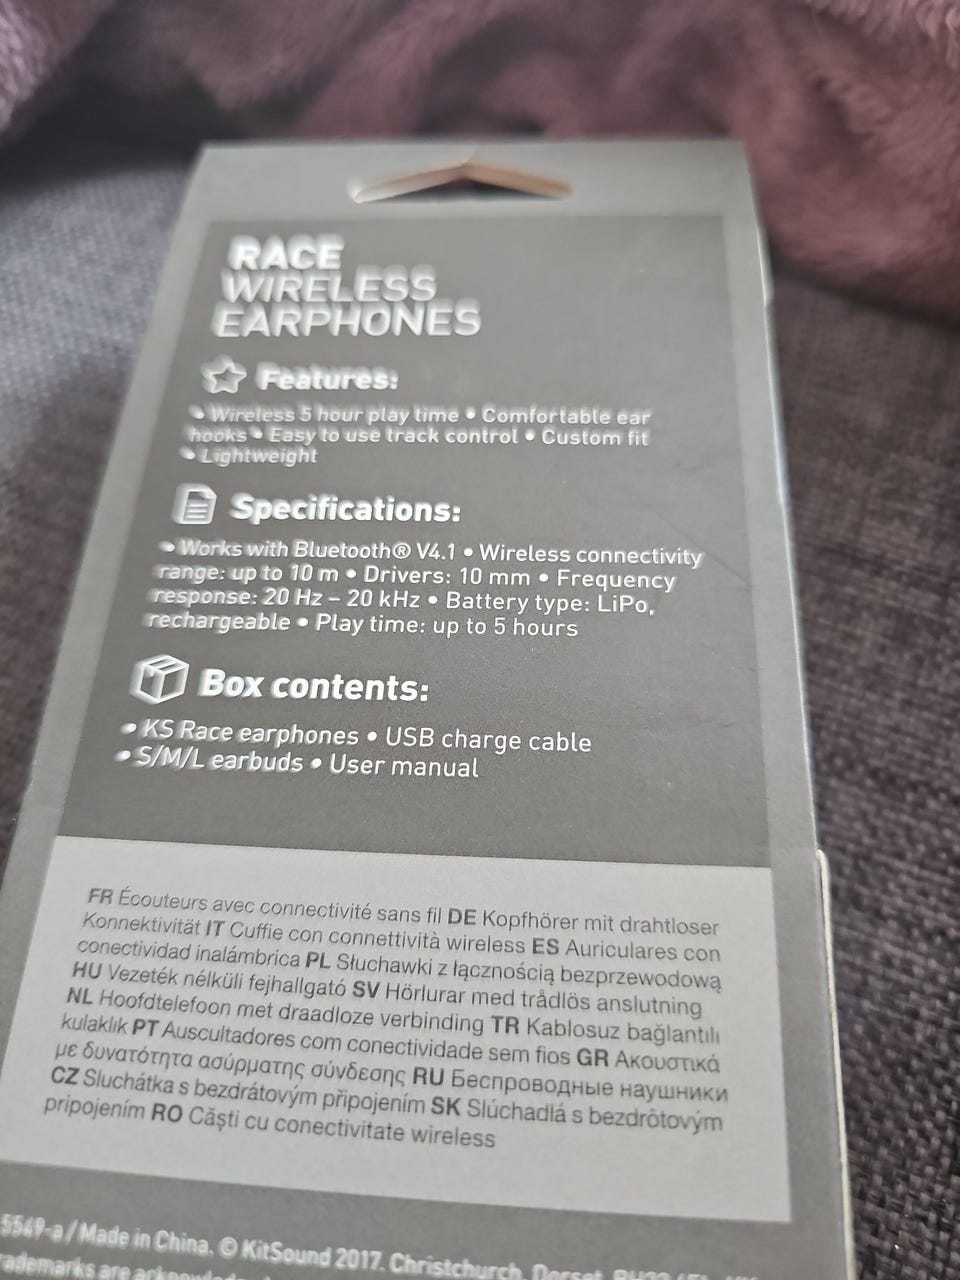 RACE
WIRELESS
EARPHONES
Features:
• Wireless 5 hour play time • Comfortable ear
hooks • Easy to use track control • Custom fit
• Lightweight
Specifications:
• Works with Bluetooth® V4.1 • Wireless connectivity
range: up to 10 m • Drivers: 10 mm • Frequency
response: 20 Hz – 20 kHz • Battery type: LiPo,
rechargeable • Play time: up to 5 hours
Box contents:
• KS Race earphones • USB charge cable
• S/M/L earbuds • User manual
FR Écouteurs avec connectivité sans fil DE Kopfhörer mit drahtloser
Konnektivität IT Cuffie con connettività wireless ES Auriculares con
conectividad inalámbrica PL Słuchawki z łącznością bezprzewodową
HU Vezeték nélküli fejhallgató SV Hörlurar med trådlös anslutning
NL Hoofdtelefoon met draadloze verbinding TR Kablosuz bağlantılı
kulaklık PT Auscultadores com conectividade sem fios GR Ακουστικά
με δυνατότητα ασύρματης σύνδεσης RU Беспроводные наушники
CZ Sluchátka s bezdrátovým připojením SK Slúchadlá s bezdrôtovým
pripojením RO Căști cu conectivitate wireless
5549-a / Made in China. © KitSound 2017. Christchurch, Dorset,
trademarks are